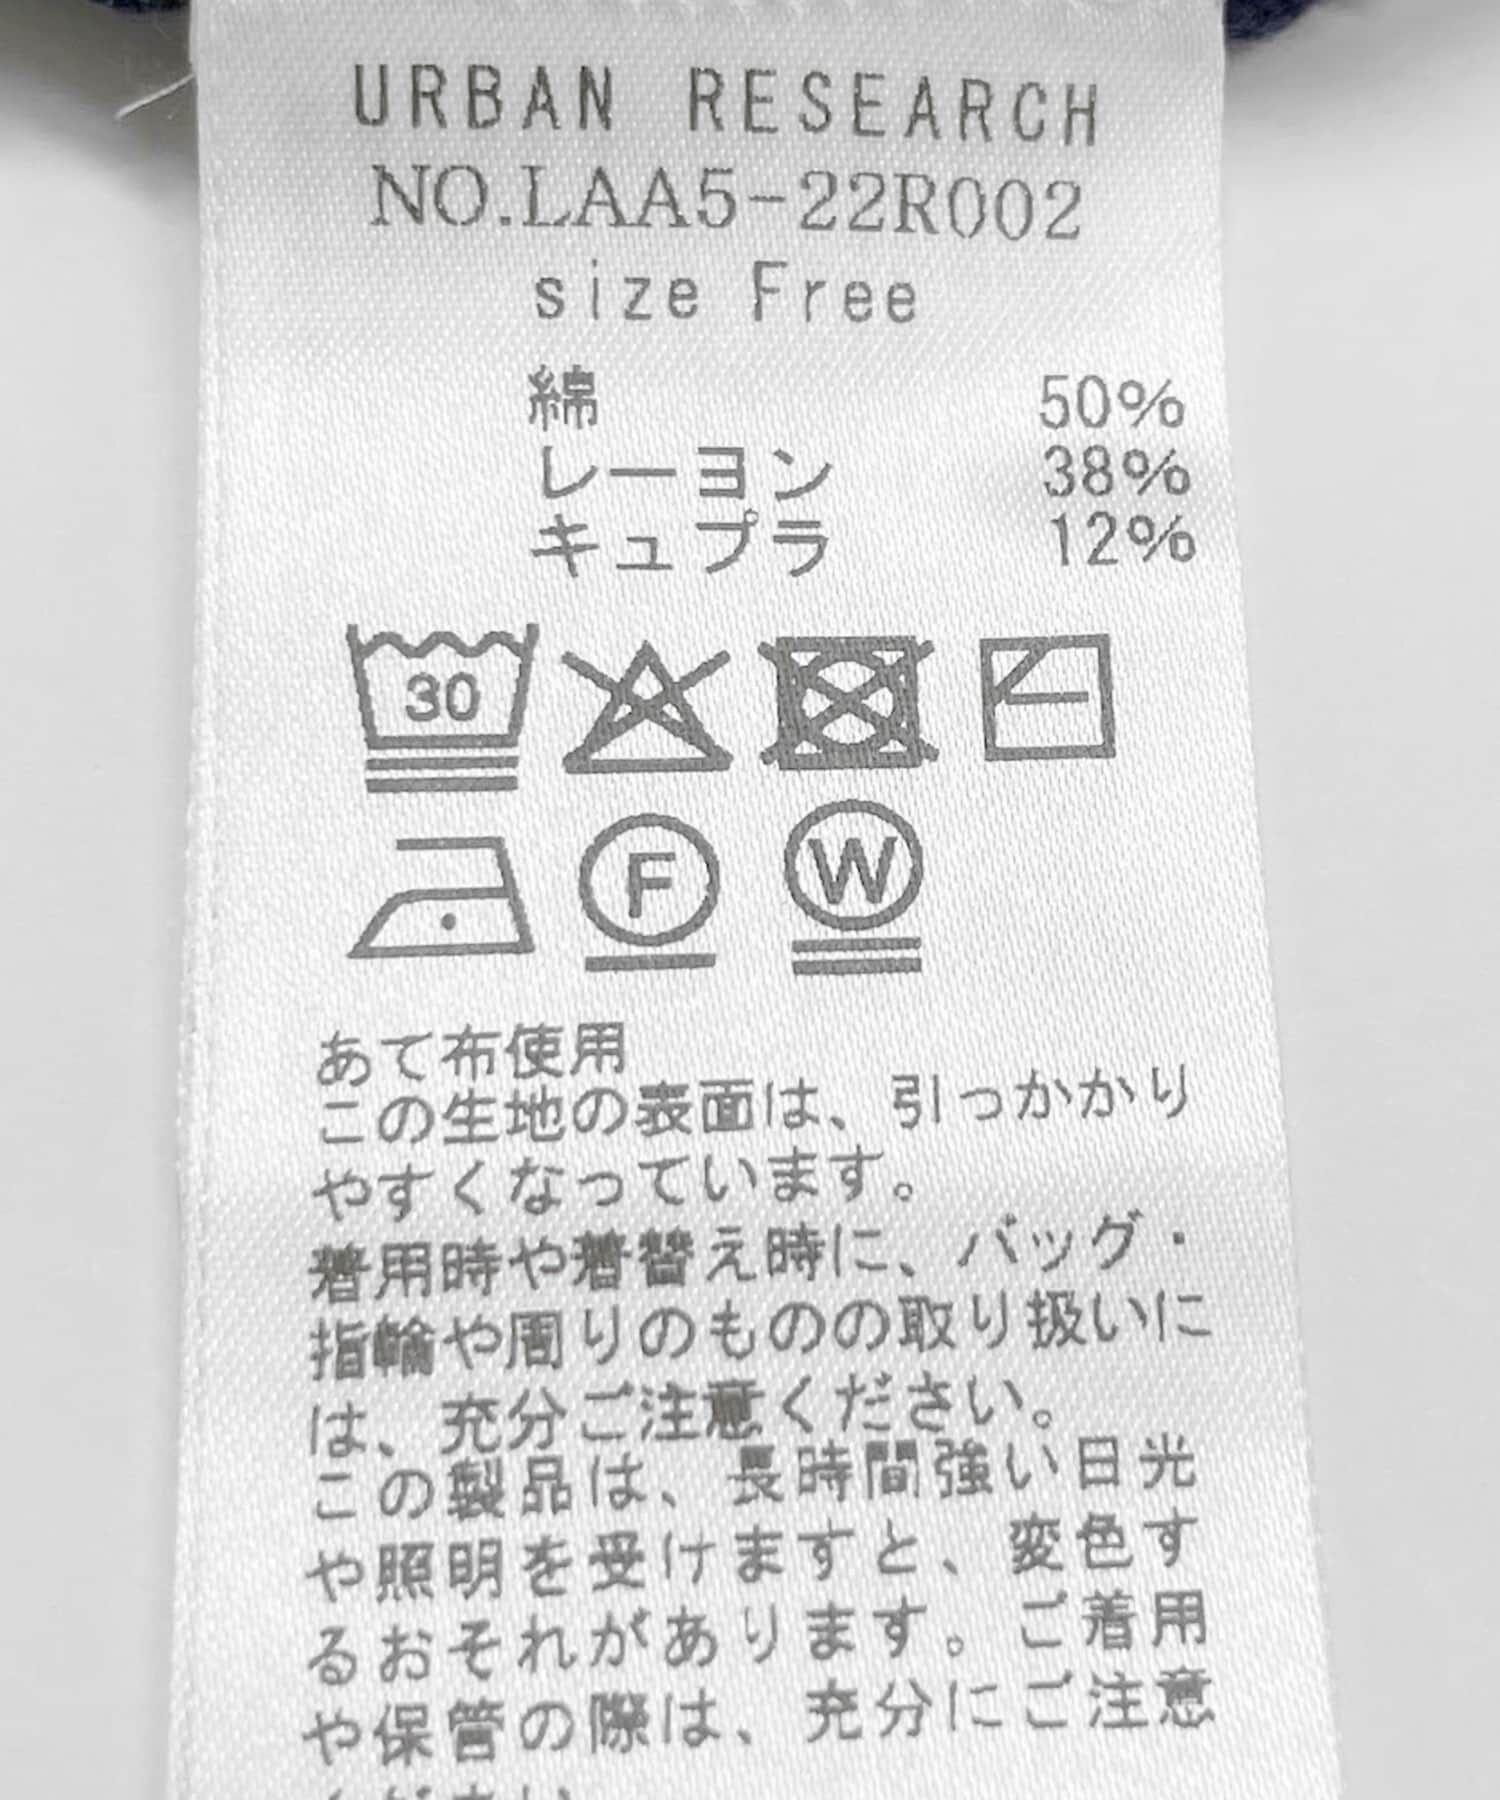 URBAN RESEARCH
NO.LAA5-22R002
size Free
綿 50%
レーヨン 38%
キュプラ 12%
30
F W
あて布使用
この生地の表面は、引っかかり
やすくなっています。
着用時や着替え時に、バッグ・
指輪や周りのものの取り扱いに
は、充分ご注意ください。
この製品は、長時間強い日光
や照明を受けますと、変色す
るおそれがあります。ご着用
や保管の際は、充分にご注意
ください